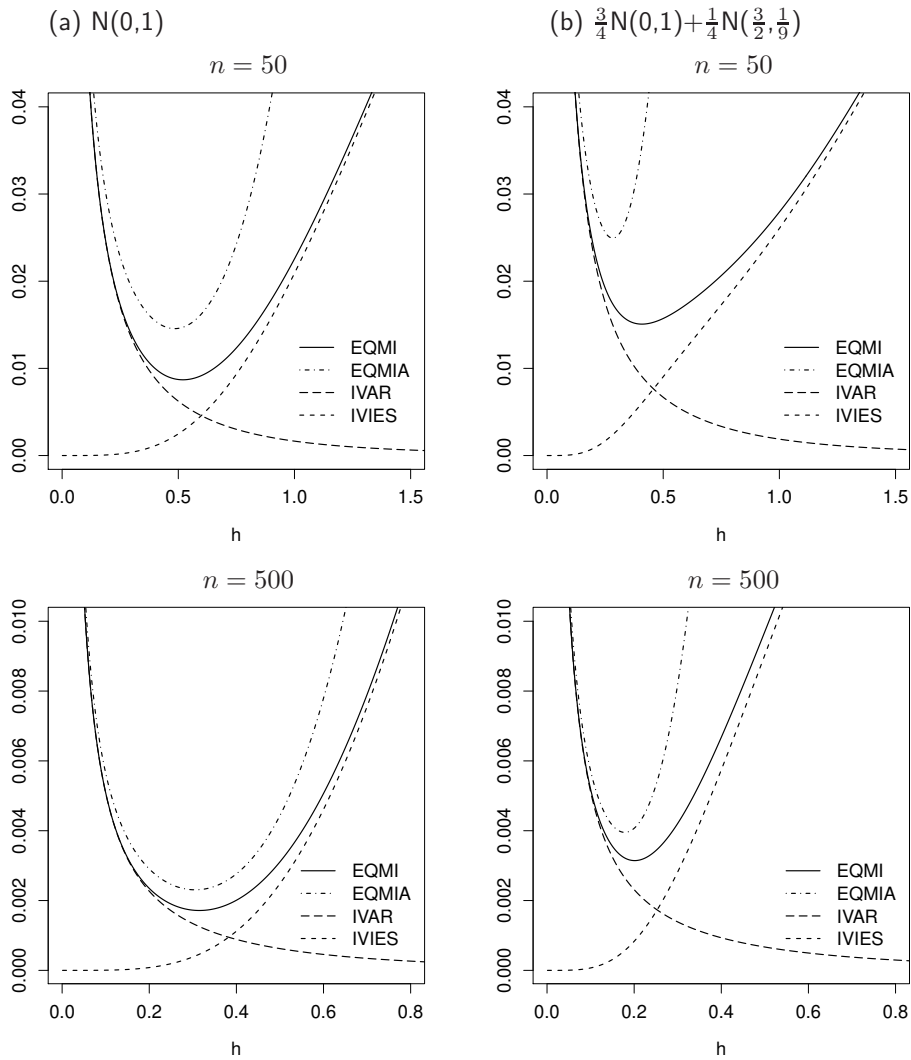 (a) N(0,1)
n = 50
0.00 0.01 0.02 0.03 0.04
EQMI
EQMIA
IVAR
IVIES
0.0 0.5 1.0 1.5
h
(b) 3/4 N(0,1)+1/4 N(3/2,1/9)
n = 50
0.00 0.01 0.02 0.03 0.04
EQMI
EQMIA
IVAR
IVIES
0.0 0.5 1.0 1.5
h
n = 500
0.000 0.002 0.004 0.006 0.008 0.010
EQMI
EQMIA
IVAR
IVIES
0.0 0.2 0.4 0.6 0.8
h
n = 500
0.000 0.002 0.004 0.006 0.008 0.010
EQMI
EQMIA
IVAR
IVIES
0.0 0.2 0.4 0.6 0.8
h